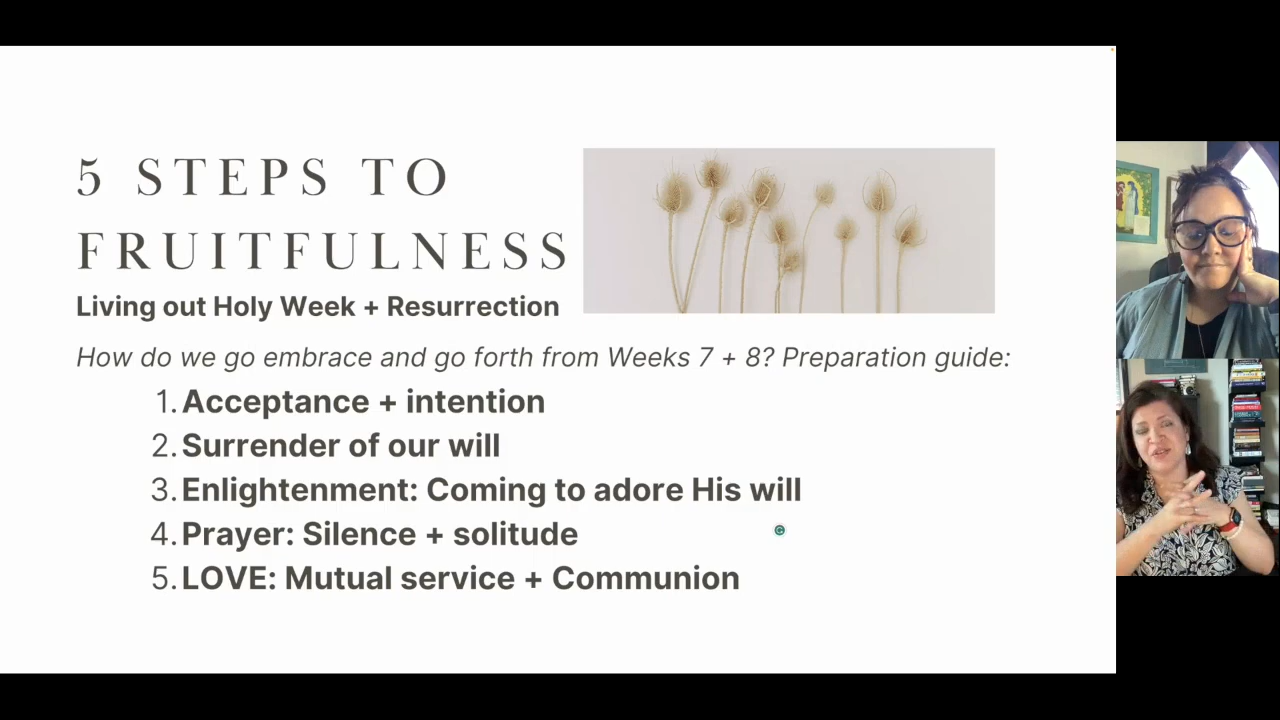 5 STEPS TO
FRUITFULNESS
Living out Holy Week + Resurrection
How do we go embrace and go forth from Weeks 7 + 8? Preparation guide:
1. Acceptance + intention
2. Surrender of our will
3. Enlightenment: Coming to adore His will
4. Prayer: Silence + solitude
5. LOVE: Mutual service + Communion